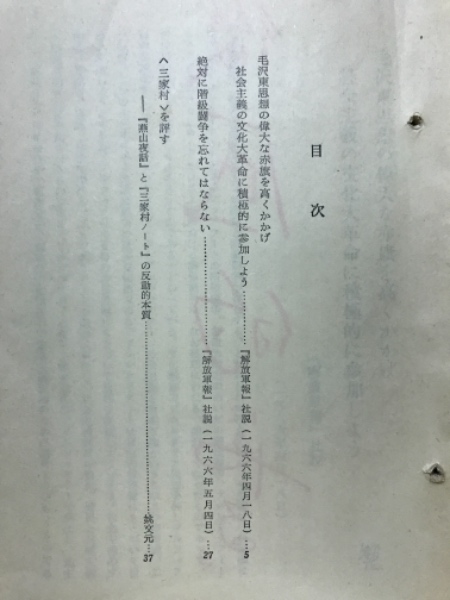 目次
毛沢東思想の偉大な赤旗を高くかかげ
社会主義の文化大革命に積極的に参加しよう……………『解放軍報』社説(一九六六年四月一八日)…5
絶対に階級闘争を忘れてはならない……………………『解放軍報』社説(一九六六年五月四日)…27
〈三家村〉を評す
――『燕山夜話』と『三家村ノート』の反動的本質……………………………………姚文元…37